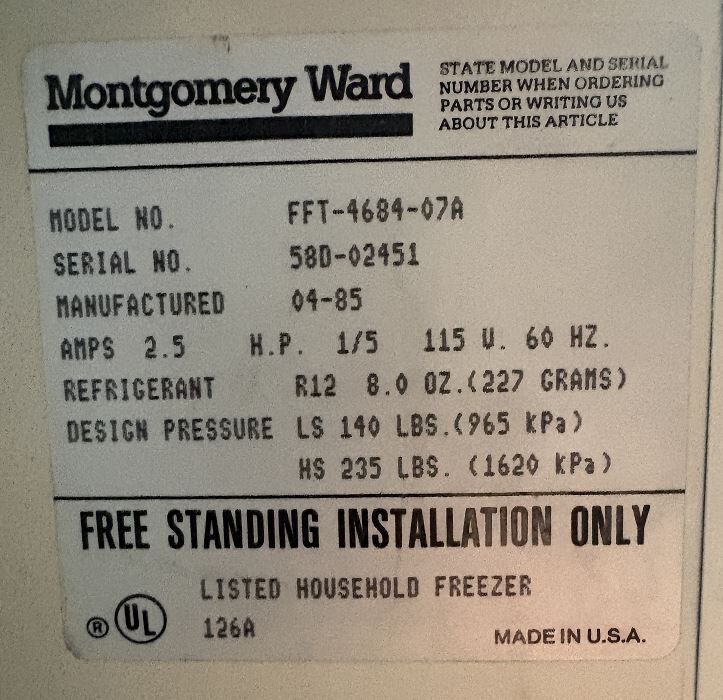 Montgomery Ward
STATE MODEL AND SERIAL
NUMBER WHEN ORDERING
PARTS OR WRITING US
ABOUT THIS ARTICLE
MODEL NO. FFT-4684-07A
SERIAL NO. 58D-02451
MANUFACTURED 04-85
AMPS 2.5 H.P. 1/5 115 V. 60 HZ.
REFRIGERANT R12 8.0 OZ.(227 GRAMS)
DESIGN PRESSURE LS 140 LBS.(965 kPa)
HS 235 LBS. (1620 kPa)
FREE STANDING INSTALLATION ONLY
LISTED HOUSEHOLD FREEZER
® UL 126A
MADE IN U.S.A.